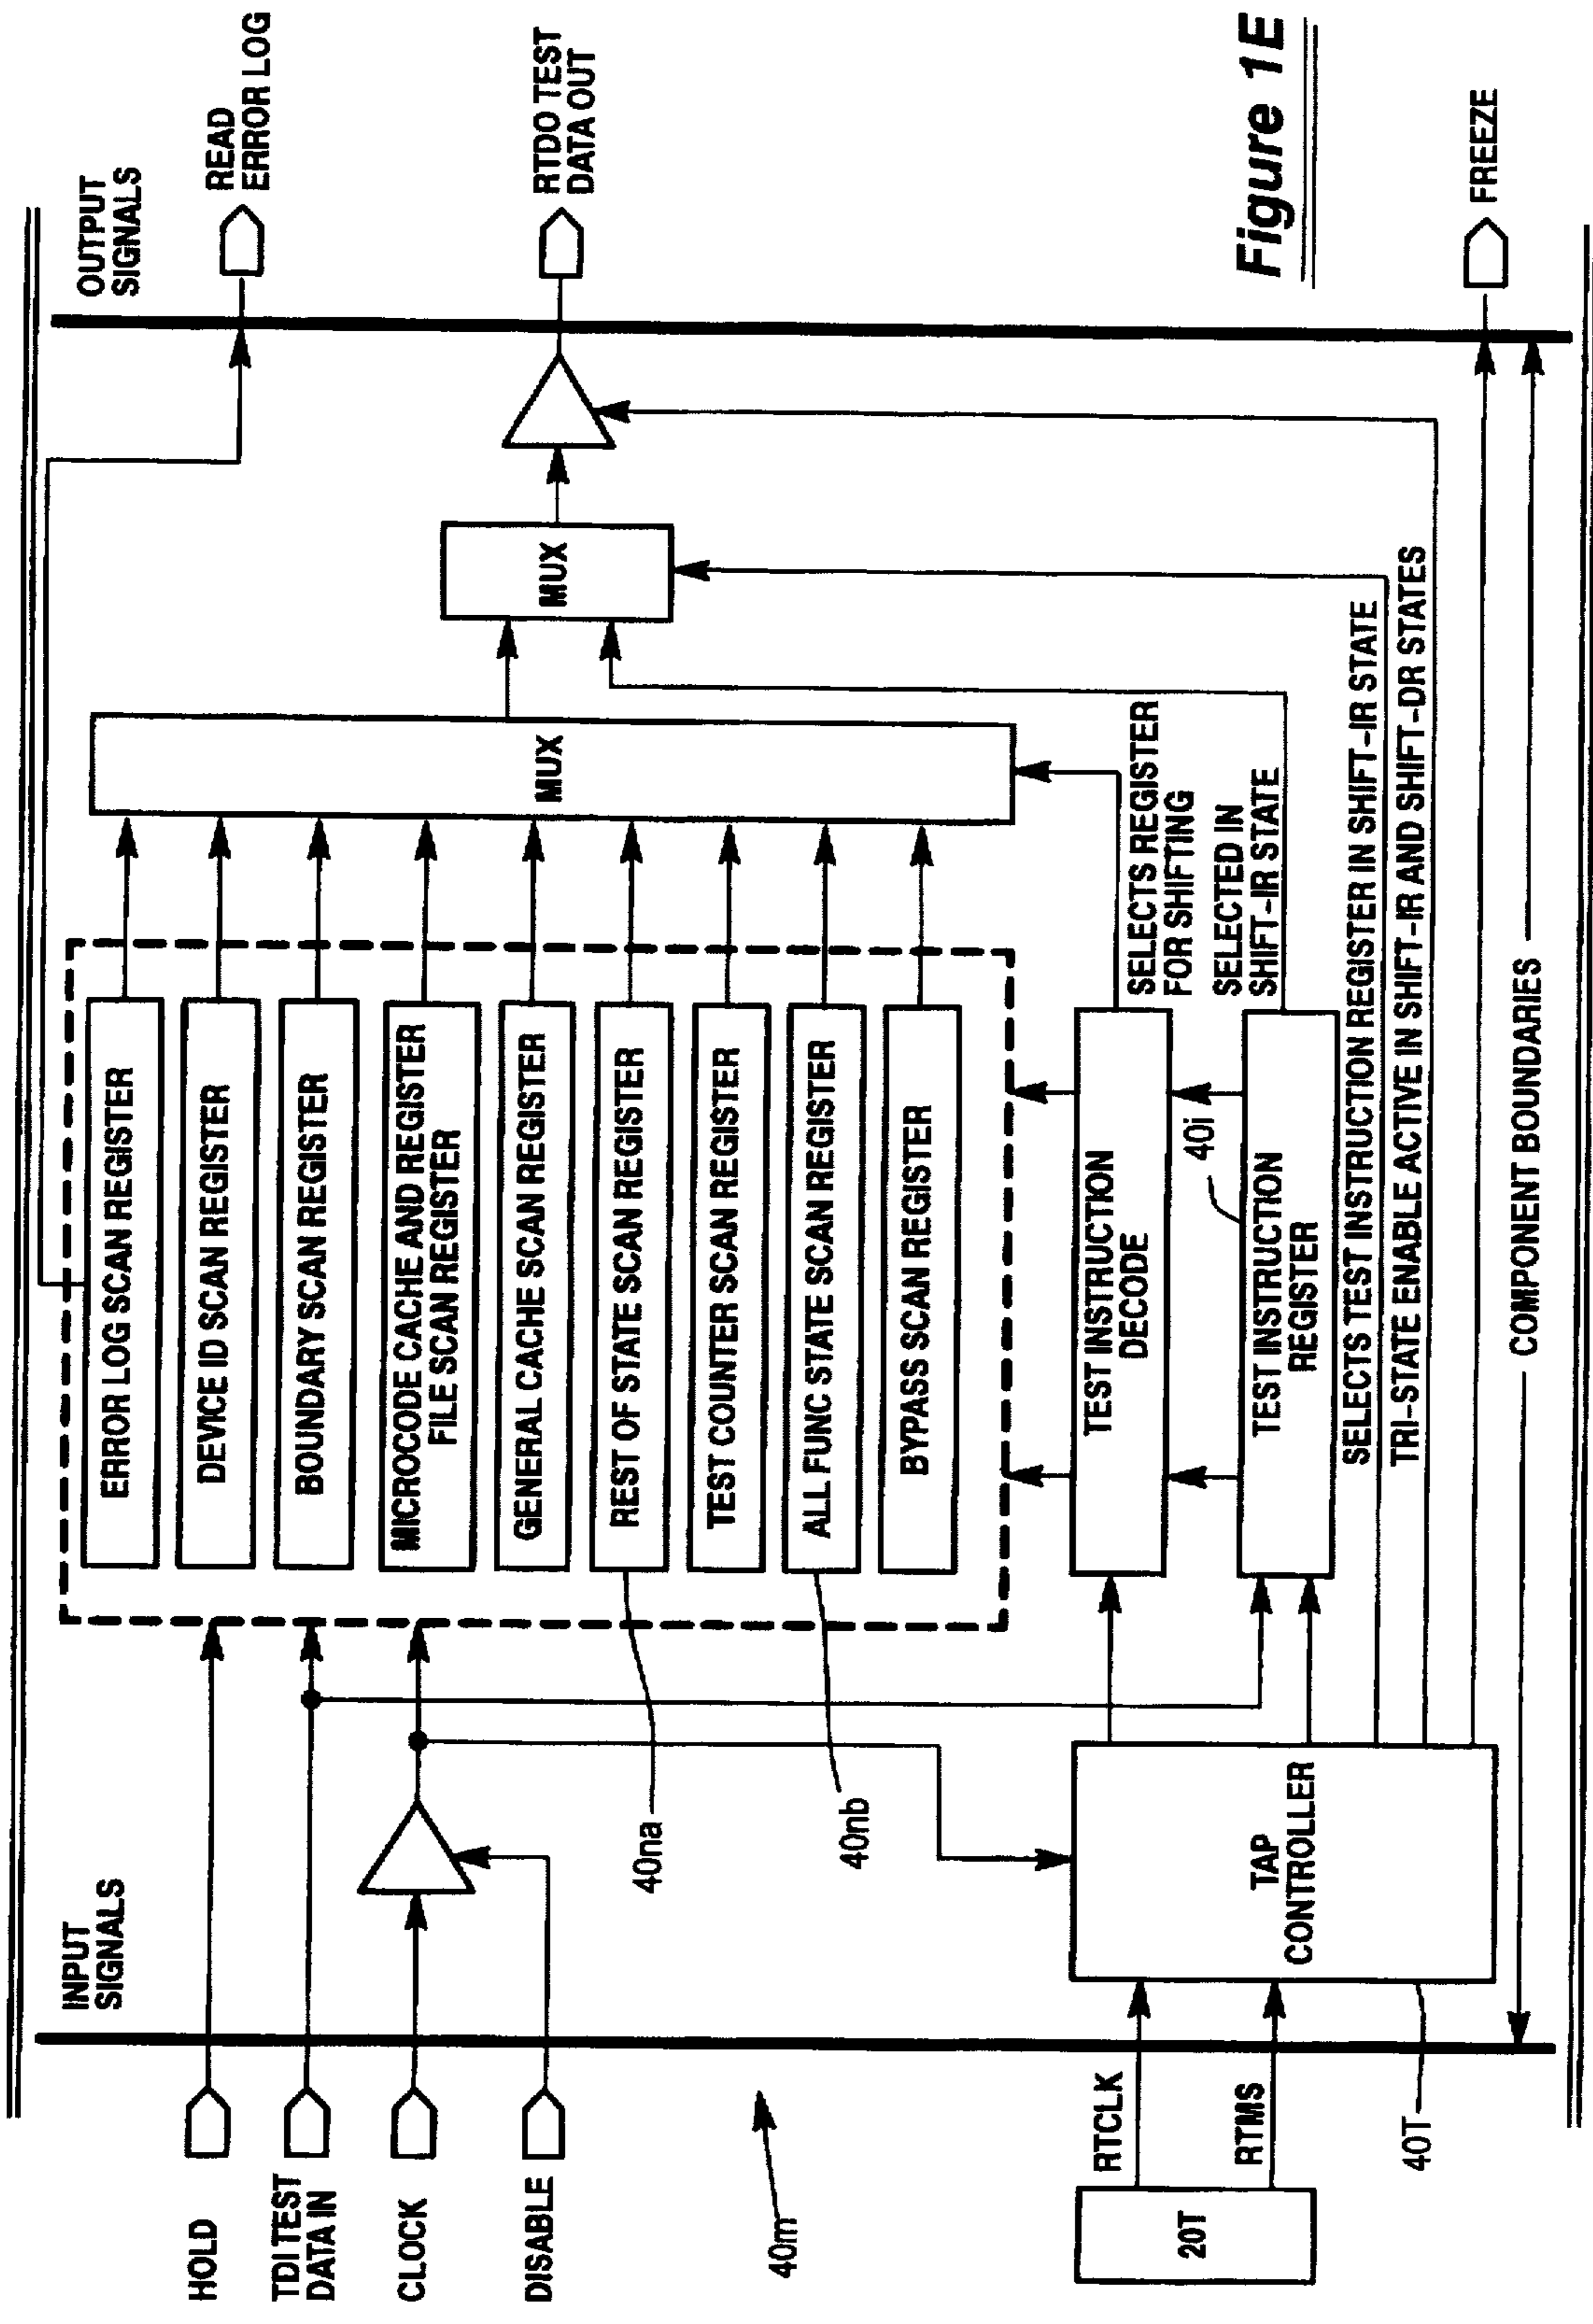 INPUT
SIGNALS
OUTPUT
SIGNALS
HOLD
TDI TEST
DATA IN
CLOCK
DISABLE
40m
ERROR LOG SCAN REGISTER
DEVICE ID SCAN REGISTER
BOUNDARY SCAN REGISTER
MICROCODE CACHE AND REGISTER
FILE SCAN REGISTER
GENERAL CACHE SCAN REGISTER
REST OF STATE SCAN REGISTER
TEST COUNTER SCAN REGISTER
ALL FUNC STATE SCAN REGISTER
BYPASS SCAN REGISTER
40na
40nb
MUX
MUX
READ
ERROR LOG
RTDO TEST
DATA OUT
20T
RTCLK
RTMS
40T
TAP
CONTROLLER
TEST INSTRUCTION
DECODE
40i
TEST INSTRUCTION
REGISTER
SELECTS REGISTER
FOR SHIFTING
SELECTED IN
SHIFT-IR STATE
SELECTS TEST INSTRUCTION REGISTER IN SHIFT-IR STATE
TRI-STATE ENABLE ACTIVE IN SHIFT-IR AND SHIFT-DR STATES
FREEZE
COMPONENT BOUNDARIES
Figure 1E